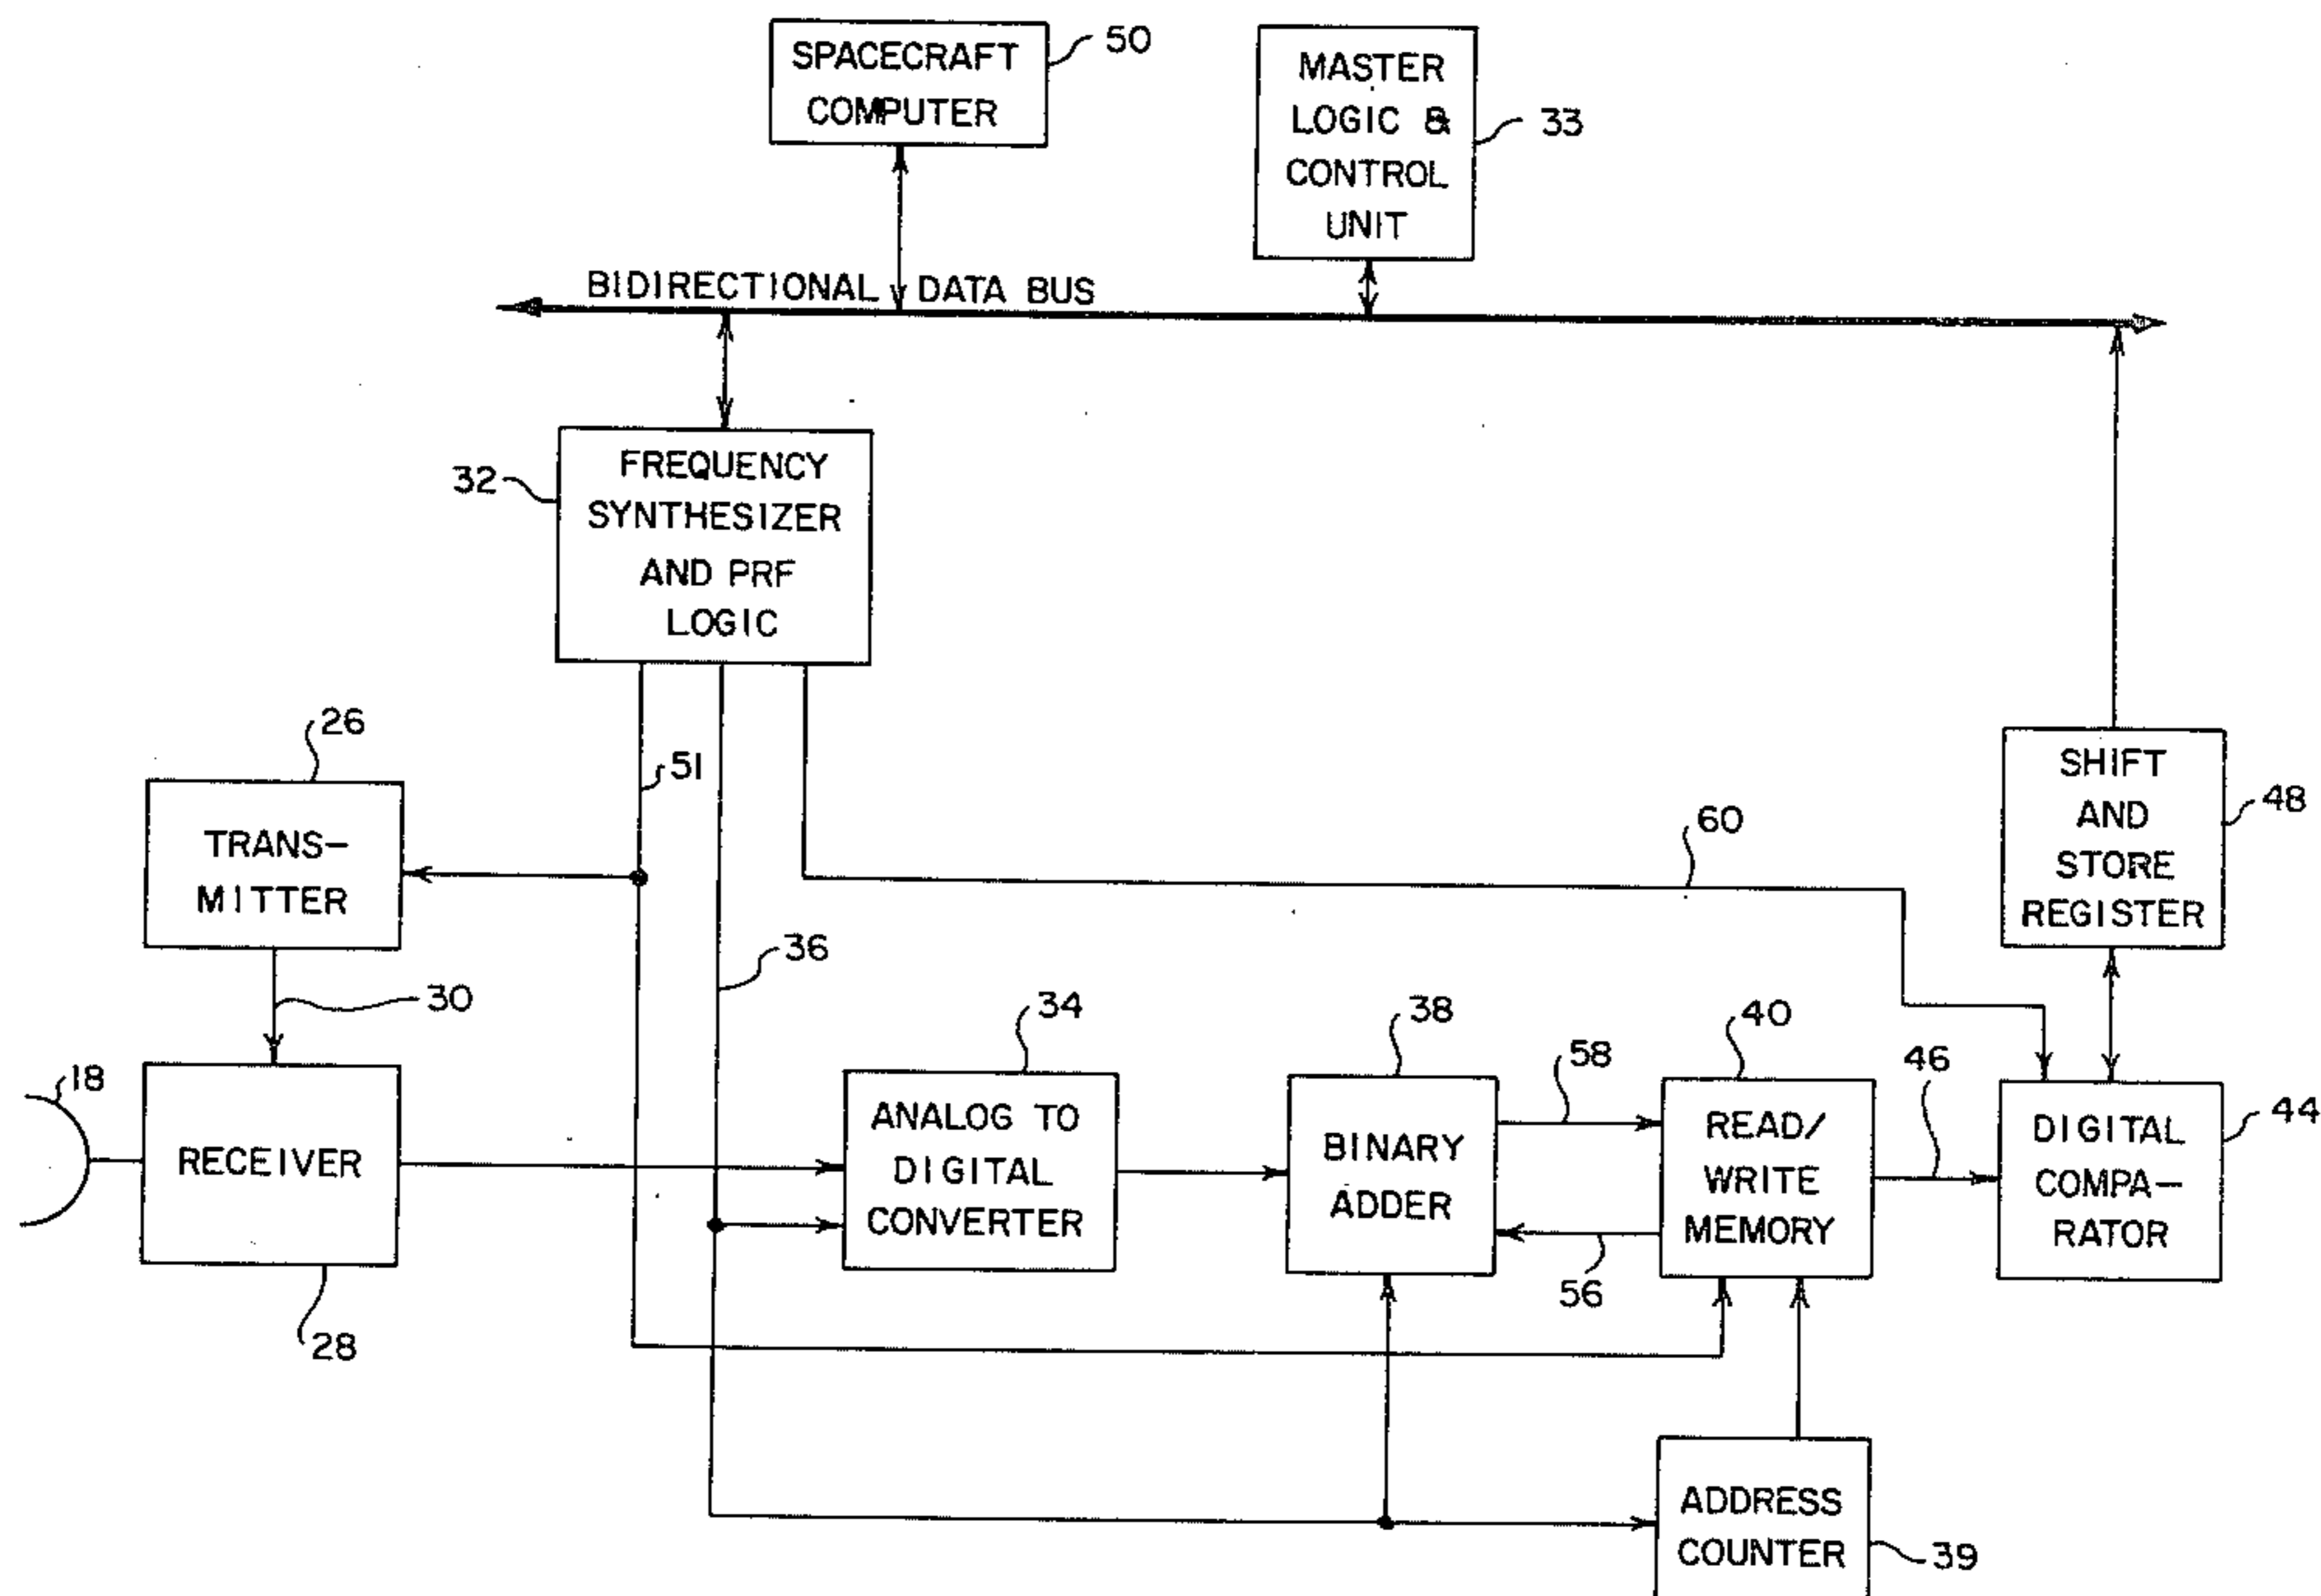 SPACECRAFT
COMPUTER
50
MASTER
LOGIC &
CONTROL
UNIT
33
BIDIRECTIONAL DATA BUS
32
FREQUENCY
SYNTHESIZER
AND PRF
LOGIC
26
51
TRANS-
MITTER
60
SHIFT
AND
STORE
REGISTER
48
36
30
34
38
40
58
46
18
RECEIVER
28
ANALOG TO
DIGITAL
CONVERTER
BINARY
ADDER
56
READ/
WRITE
MEMORY
DIGITAL
COMPA-
RATOR
44
ADDRESS
COUNTER
39